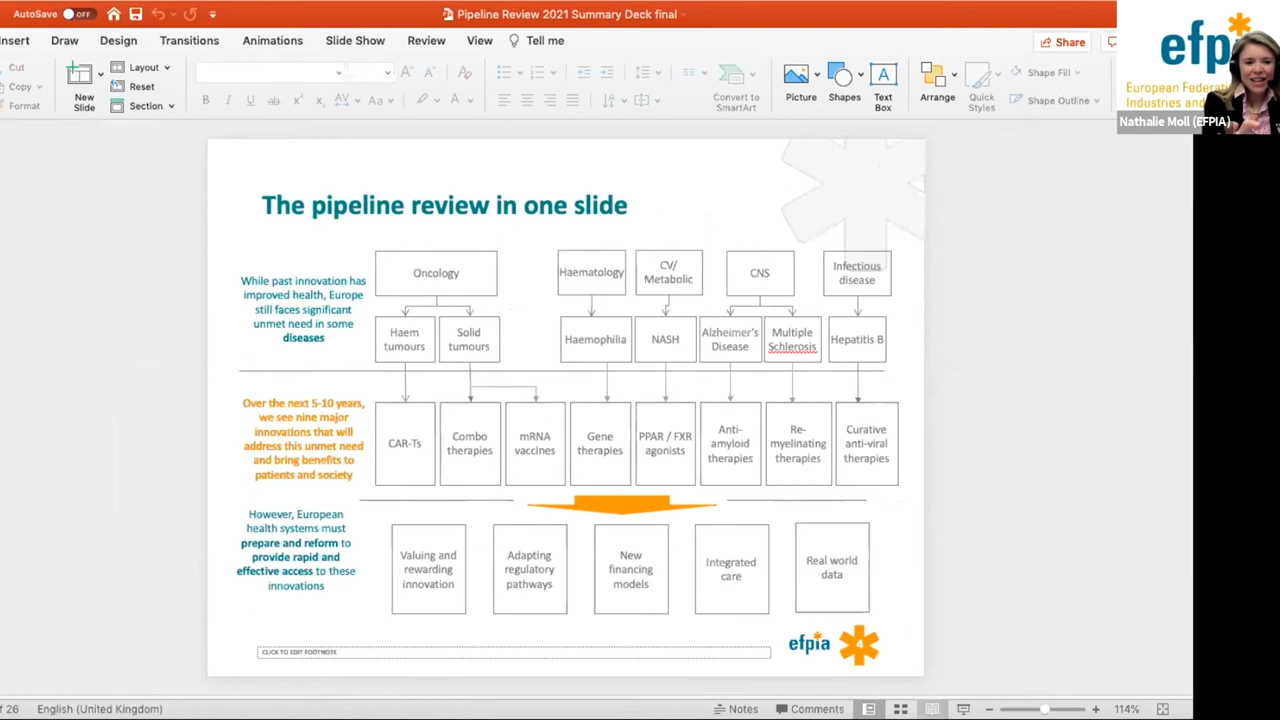 AutoSave OFF
Pipeline Review 2021 Summary Deck final
Insert Draw Design Transitions Animations Slide Show Review View Tell me
Share
Cut
Copy
Format
New
Slide
Layout
Reset
Section
Convert to
SmartArt
Picture
Shapes
Text
Box
Arrange
Quick
Styles
Shape Fill
Shape Outline
efpia
European Federa
Industries and
Nathalie Moll (EFPIA)
The pipeline review in one slide
While past innovation has
improved health, Europe
still faces significant
unmet need in some
diseases
Oncology
Haematology
CV/
Metabolic
CNS
Infectious
disease
Haem
tumours
Solid
tumours
Haemophilia
NASH
Alzheimer's
Disease
Multiple
Schlerosis
Hepatitis B
Over the next 5-10 years,
we see nine major
innovations that will
address this unmet need
and bring benefits to
patients and society
CAR-Ts
Combo
therapies
mRNA
vaccines
Gene
therapies
PPAR / FXR
agonists
Anti-
amyloid
therapies
Re-
myelinating
therapies
Curative
anti-viral
therapies
However, European
health systems must
prepare and reform to
provide rapid and
effective access to these
innovations
Valuing and
rewarding
innovation
Adapting
regulatory
pathways
New
financing
models
Integrated
care
Real world
data
CLICK TO EDIT FOOTNOTE
efpia
4
of 26 English (United Kingdom)
Notes Comments 114%